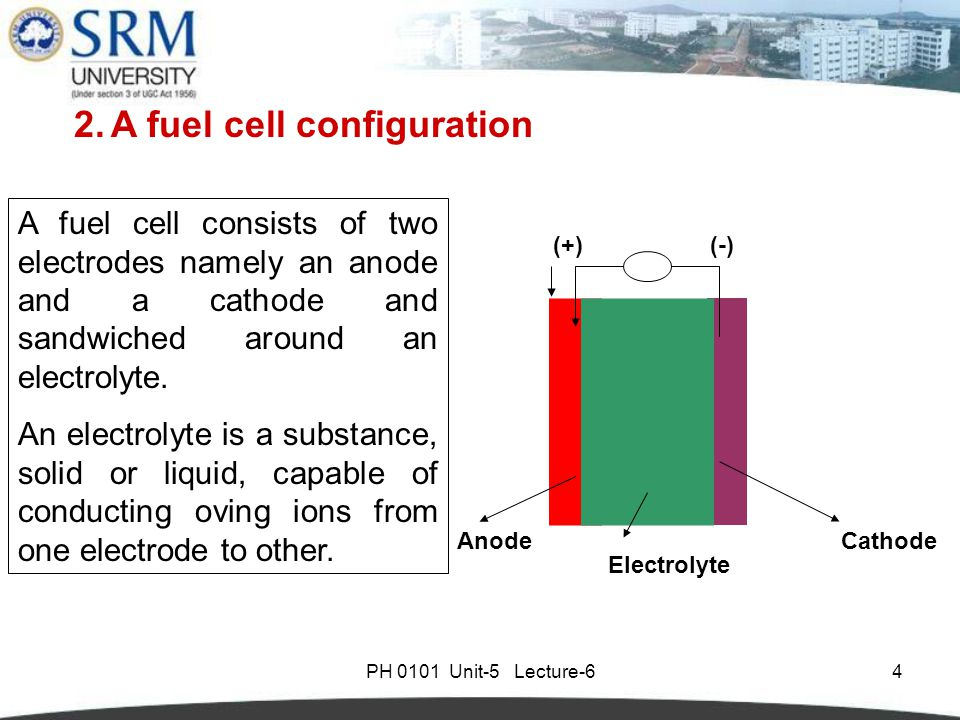 SRM
UNIVERSITY
(Under section 3 of UGC Act 1956)
2. A fuel cell configuration
A fuel cell consists of two
electrodes namely an anode
and a cathode and
sandwiched around an
electrolyte.
An electrolyte is a substance,
solid or liquid, capable of
conducting oving ions from
one electrode to other.
(+) (-)
Anode
Cathode
Electrolyte
PH 0101 Unit-5 Lecture-6
4